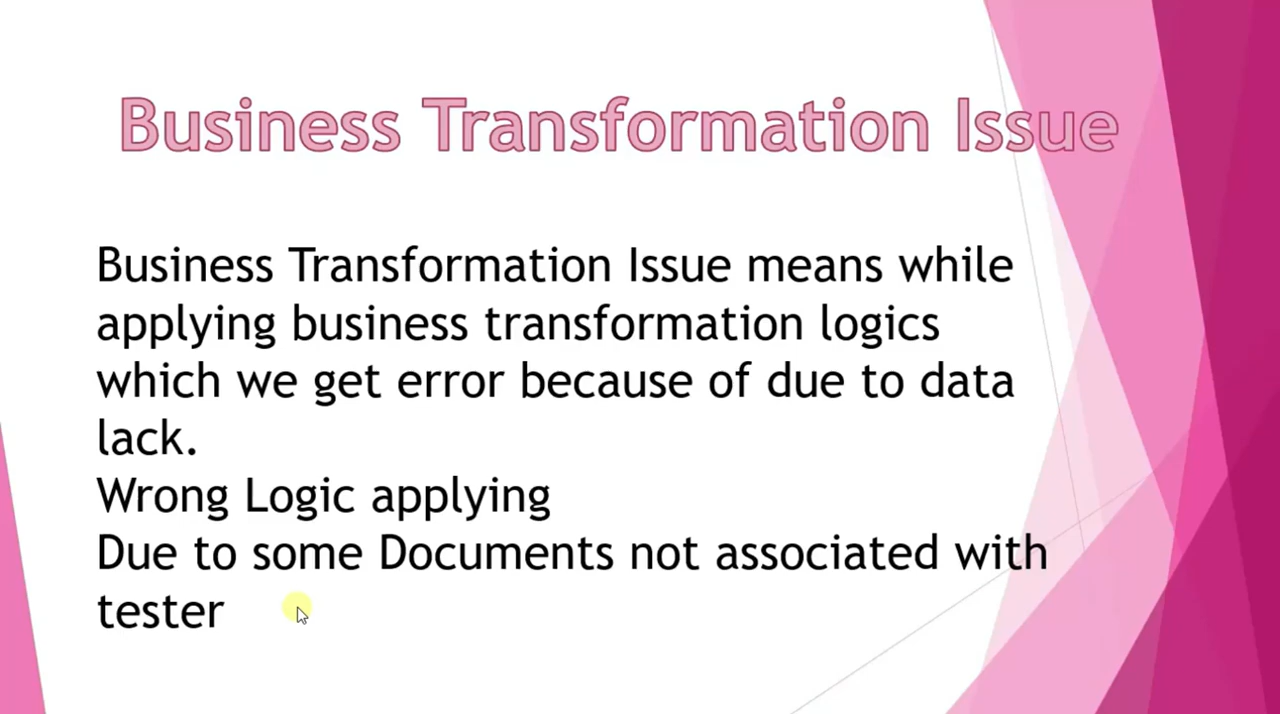 Business Transformation Issue
Business Transformation Issue means while
applying business transformation logics
which we get error because of due to data
lack.
Wrong Logic applying
Due to some Documents not associated with
tester